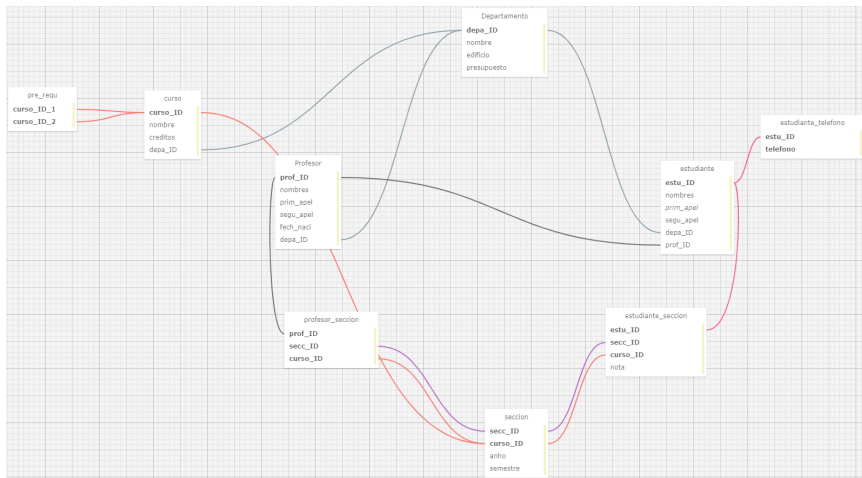 Departamento
depa_ID
nombre
edificio
presupuesto
pre_requ
curso_ID_1
curso_ID_2
curso
curso_ID
nombre
creditos
depa_ID
estudiante_telefono
estu_ID
telefono
Profesor
prof_ID
nombres
prim_apel
segu_apel
fech_naci
depa_ID
estudiante
estu_ID
nombres
prim_apel
segu_apel
depa_ID
prof_ID
profesor_seccion
prof_ID
secc_ID
curso_ID
estudiante_seccion
estu_ID
secc_ID
curso_ID
nota
seccion
secc_ID
curso_ID
anho
semestre